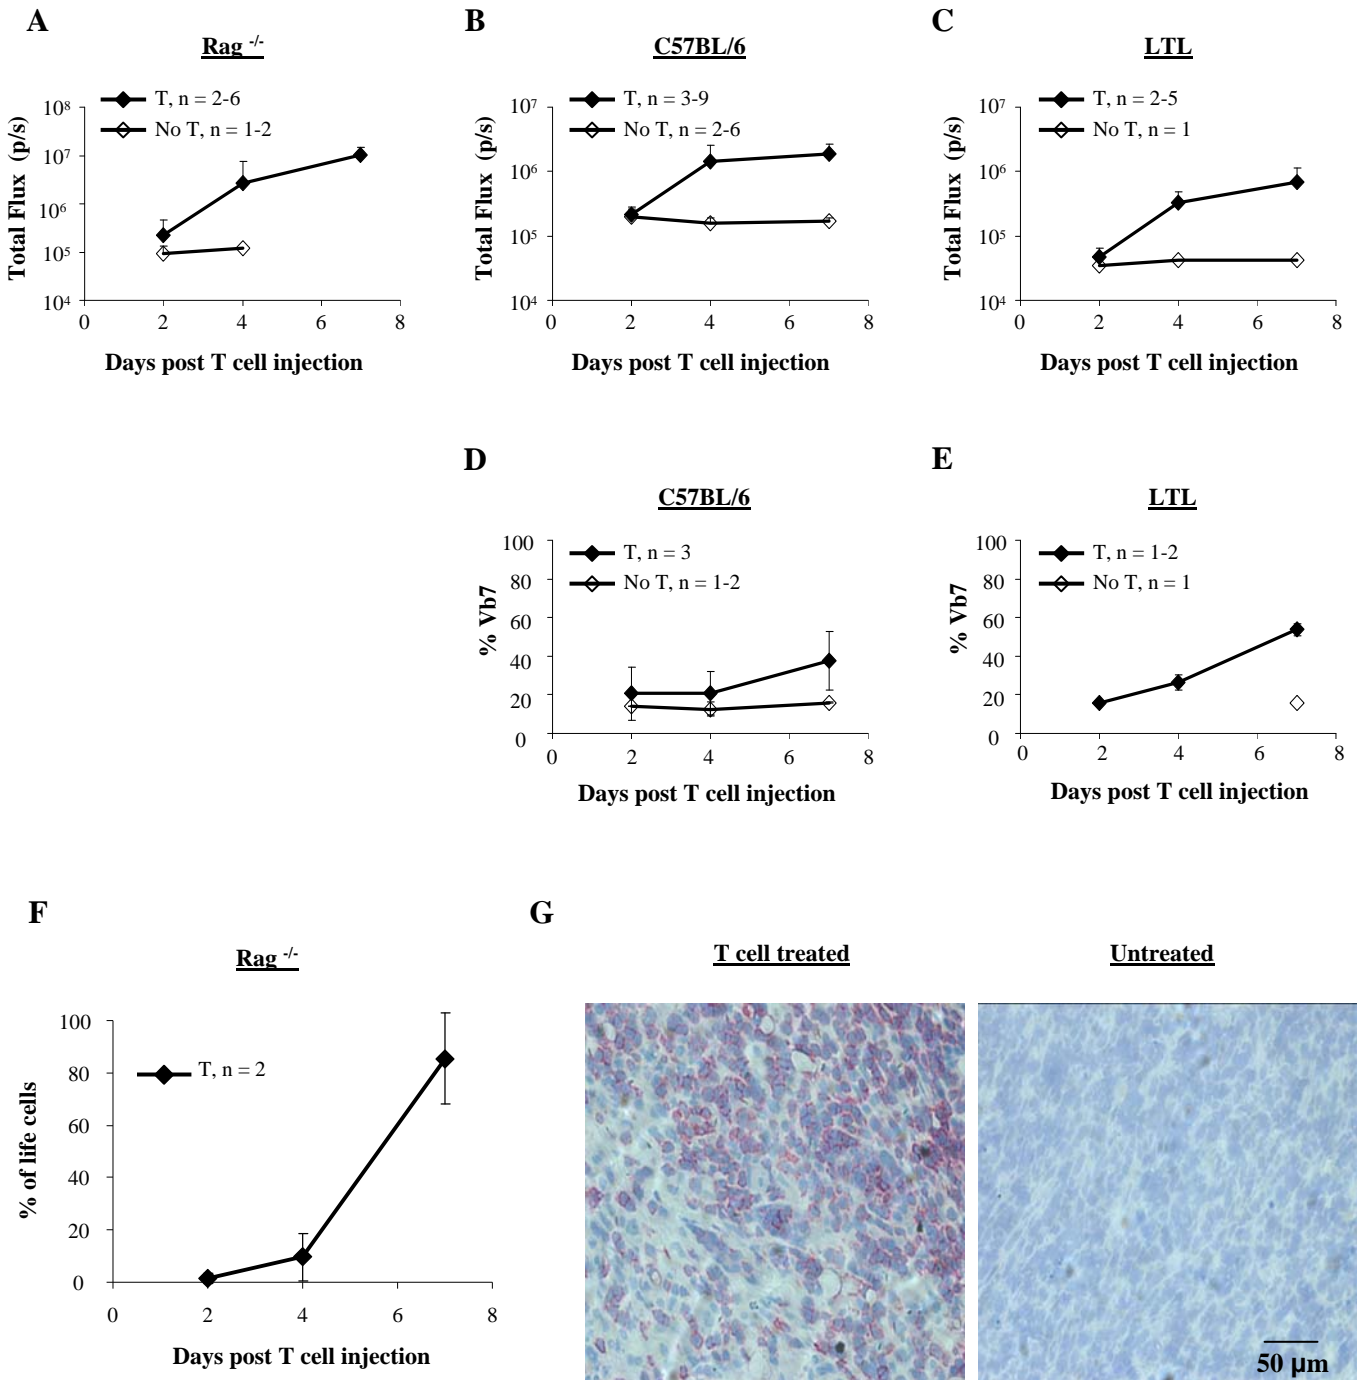 A
Rag -/-
T, n = 2-6
No T, n = 1-2
10⁸
10⁷
10⁶
10⁵
10⁴
Total Flux (p/s)
0 2 4 6 8
Days post T cell injection
B
C57BL/6
T, n = 3-9
No T, n = 2-6
10⁷
10⁶
10⁵
10⁴
Total Flux (p/s)
0 2 4 6 8
Days post T cell injection
C
LTL
T, n = 2-5
No T, n = 1
10⁷
10⁶
10⁵
10⁴
Total Flux (p/s)
0 2 4 6 8
Days post T cell injection
D
C57BL/6
T, n = 3
No T, n = 1-2
100
80
60
40
20
0
% Vb7
0 2 4 6 8
Days post T cell injection
E
LTL
T, n = 1-2
No T, n = 1
100
80
60
40
20
0
% Vb7
0 2 4 6 8
Days post T cell injection
F
Rag -/-
T, n = 2
100
80
60
40
20
0
% of life cells
0 2 4 6 8
Days post T cell injection
G
T cell treated
Untreated
50 µm